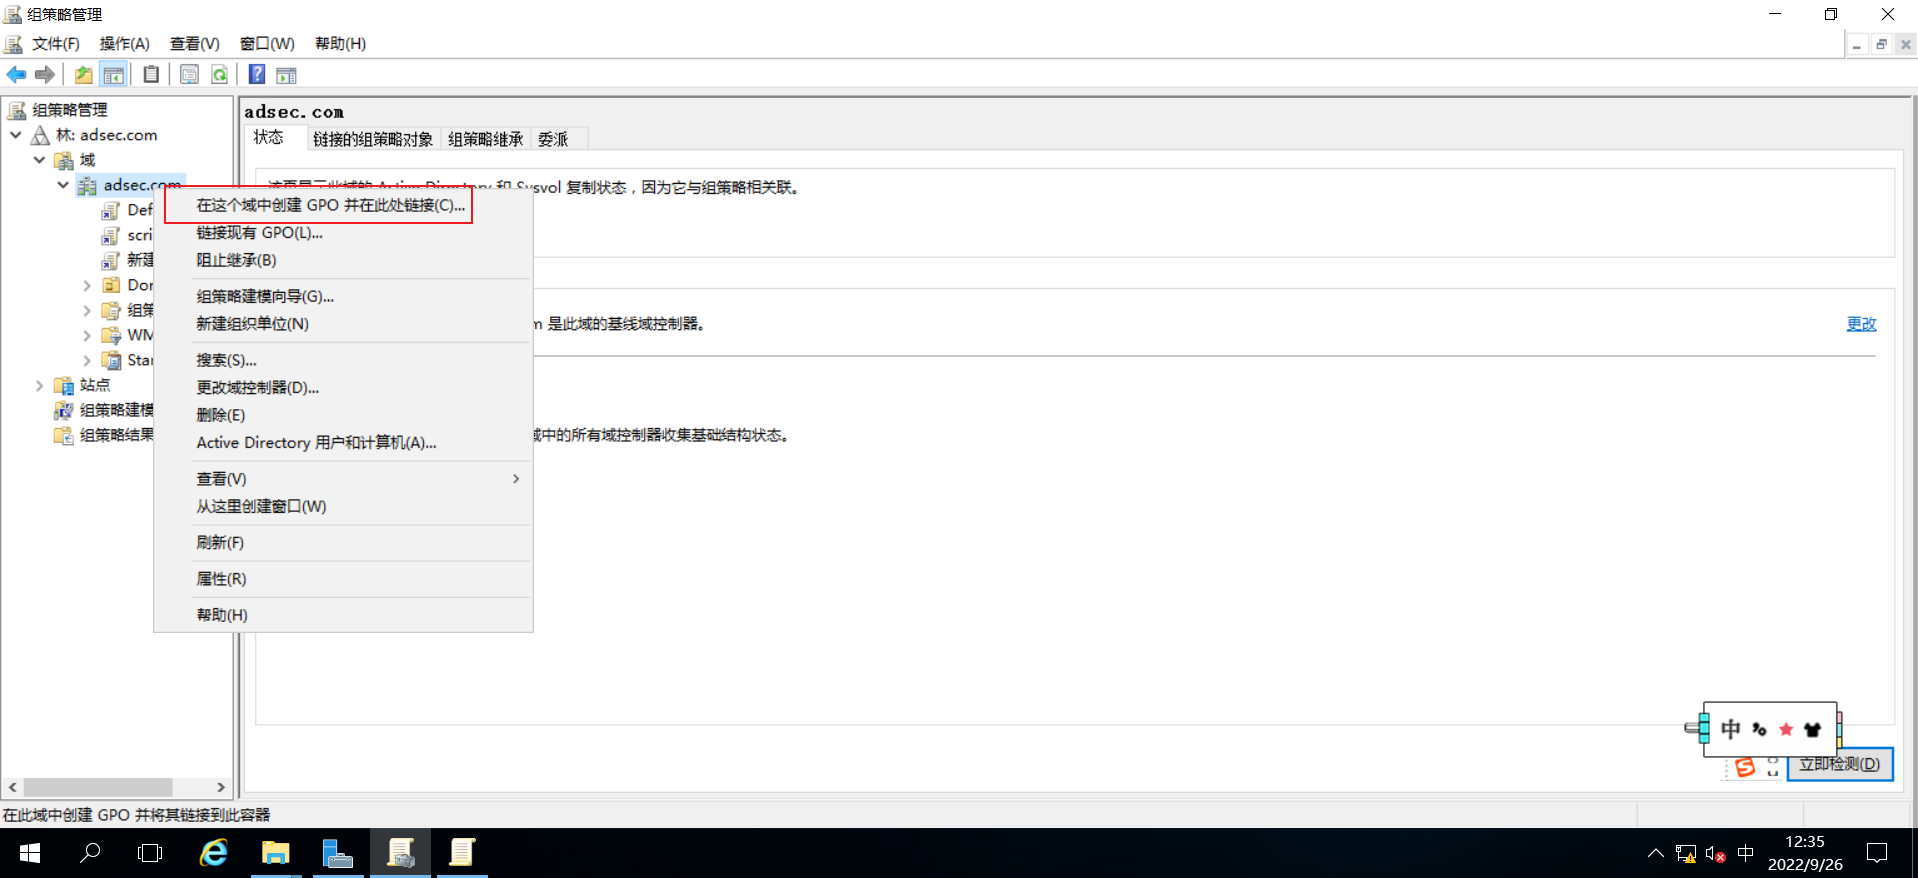 组策略管理
文件(F) 操作(A) 查看(V) 窗口(W) 帮助(H)
组策略管理
林: adsec.com
域
adsec.com
Def
scri
新建
Dor
组策
WM
Star
站点
组策略建模
组策略结果
adsec.com
状态 链接的组策略对象 组策略继承 委派
这页显示此域的 Active Directory 和 Sysvol 复制状态，因为它与组策略相关联。
在这个域中创建 GPO 并在此处链接(C)...
链接现有 GPO(L)...
阻止继承(B)
组策略建模向导(G)...
新建组织单位(N)
搜索(S)...
更改域控制器(D)...
删除(E)
Active Directory 用户和计算机(A)...
查看(V)
从这里创建窗口(W)
刷新(F)
属性(R)
帮助(H)
m 是此域的基线域控制器。
更改
域中的所有域控制器收集基础结构状态。
中
立即检测(D)
在此域中创建 GPO 并将其链接到此容器
中
12:35
2022/9/26